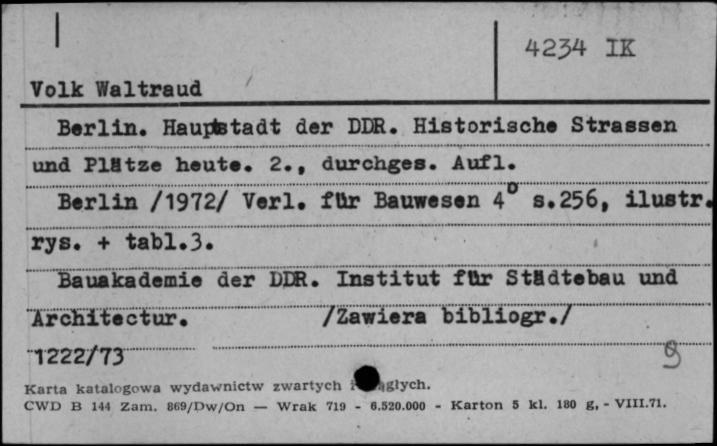 4234 IK
Volk Waltraud
Berlin. Hauptstadt der DDR. Historische Strassen
und Plätze heute. 2., durchges. Aufl.
Berlin /1972/ Verl. für Bauwesen 4° s.256, ilustr.
rys. + tabl.3.
Bauakademie der DDR. Institut für Städtebau und
Architectur. /Zawiera bibliogr./
1222/73 g
Karta katalogowa wydawnictw zwartych
CWD B 144 Zam. 869/Dw/On — Wrak 719 - 6.520.000 - Karton 5 kl. 180 g, - VIII.71.